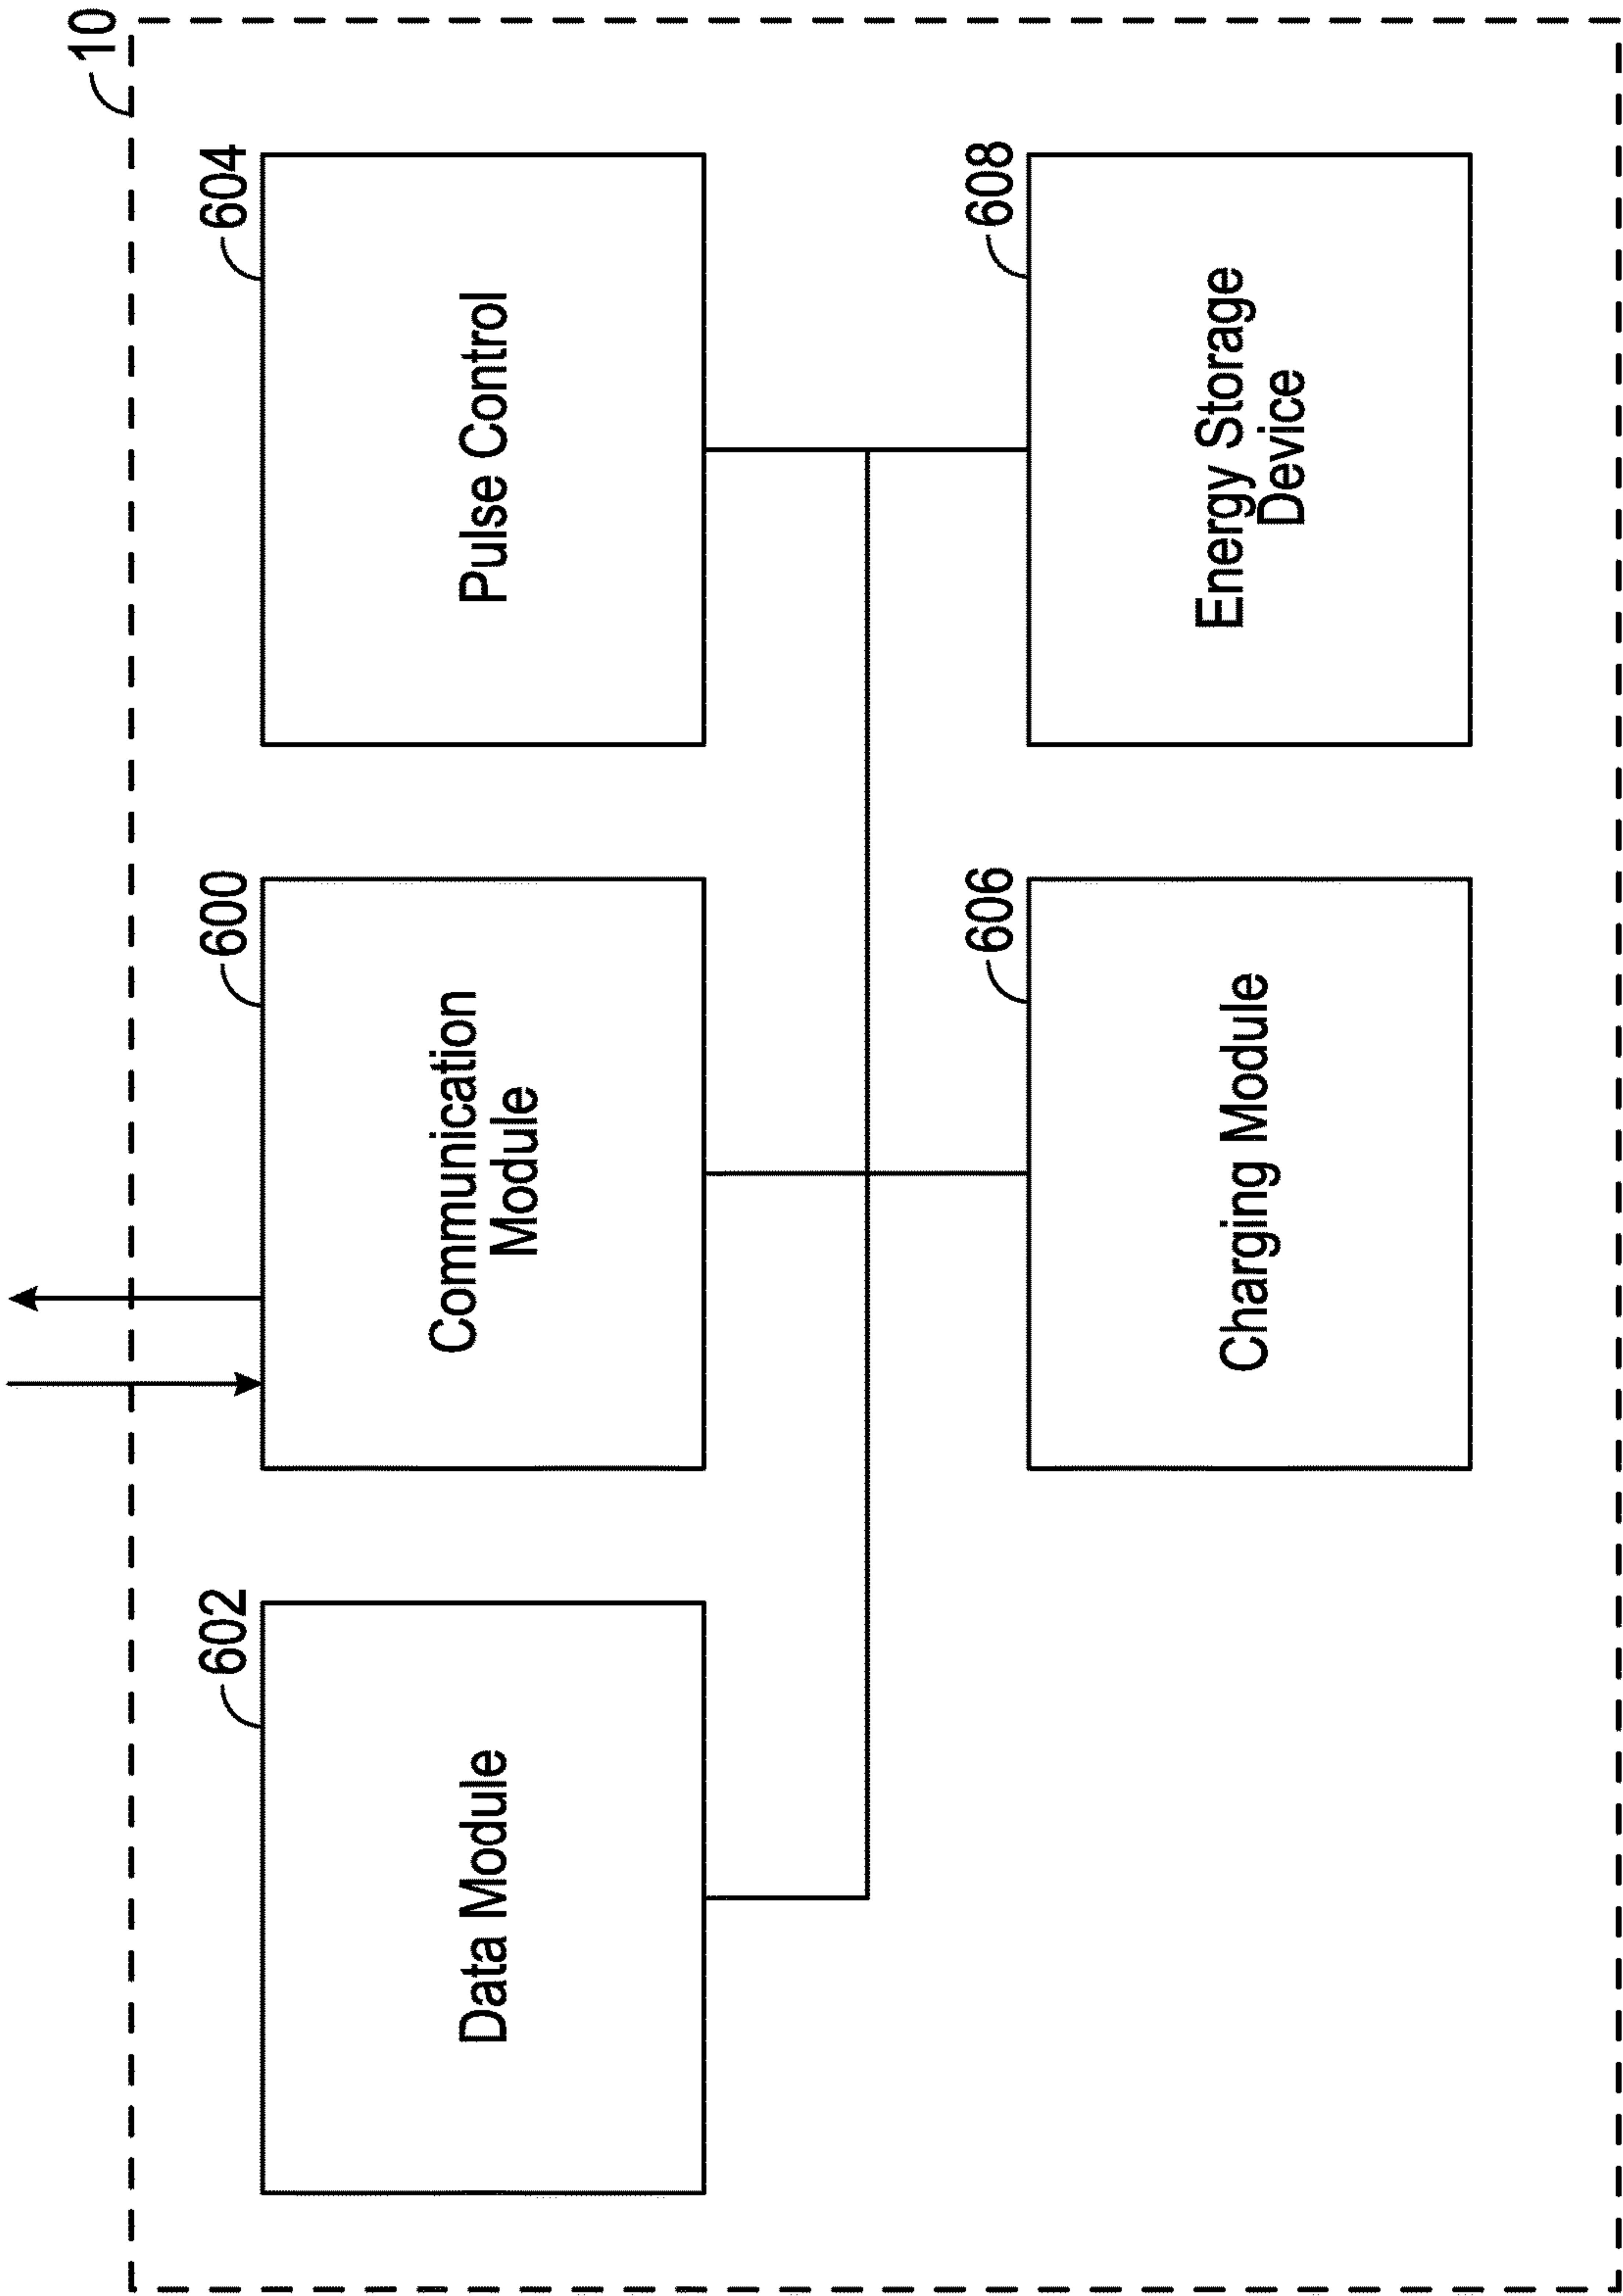 10
602
Data Module
600
Communication
Module
604
Pulse Control
606
Charging Module
608
Energy Storage
Device